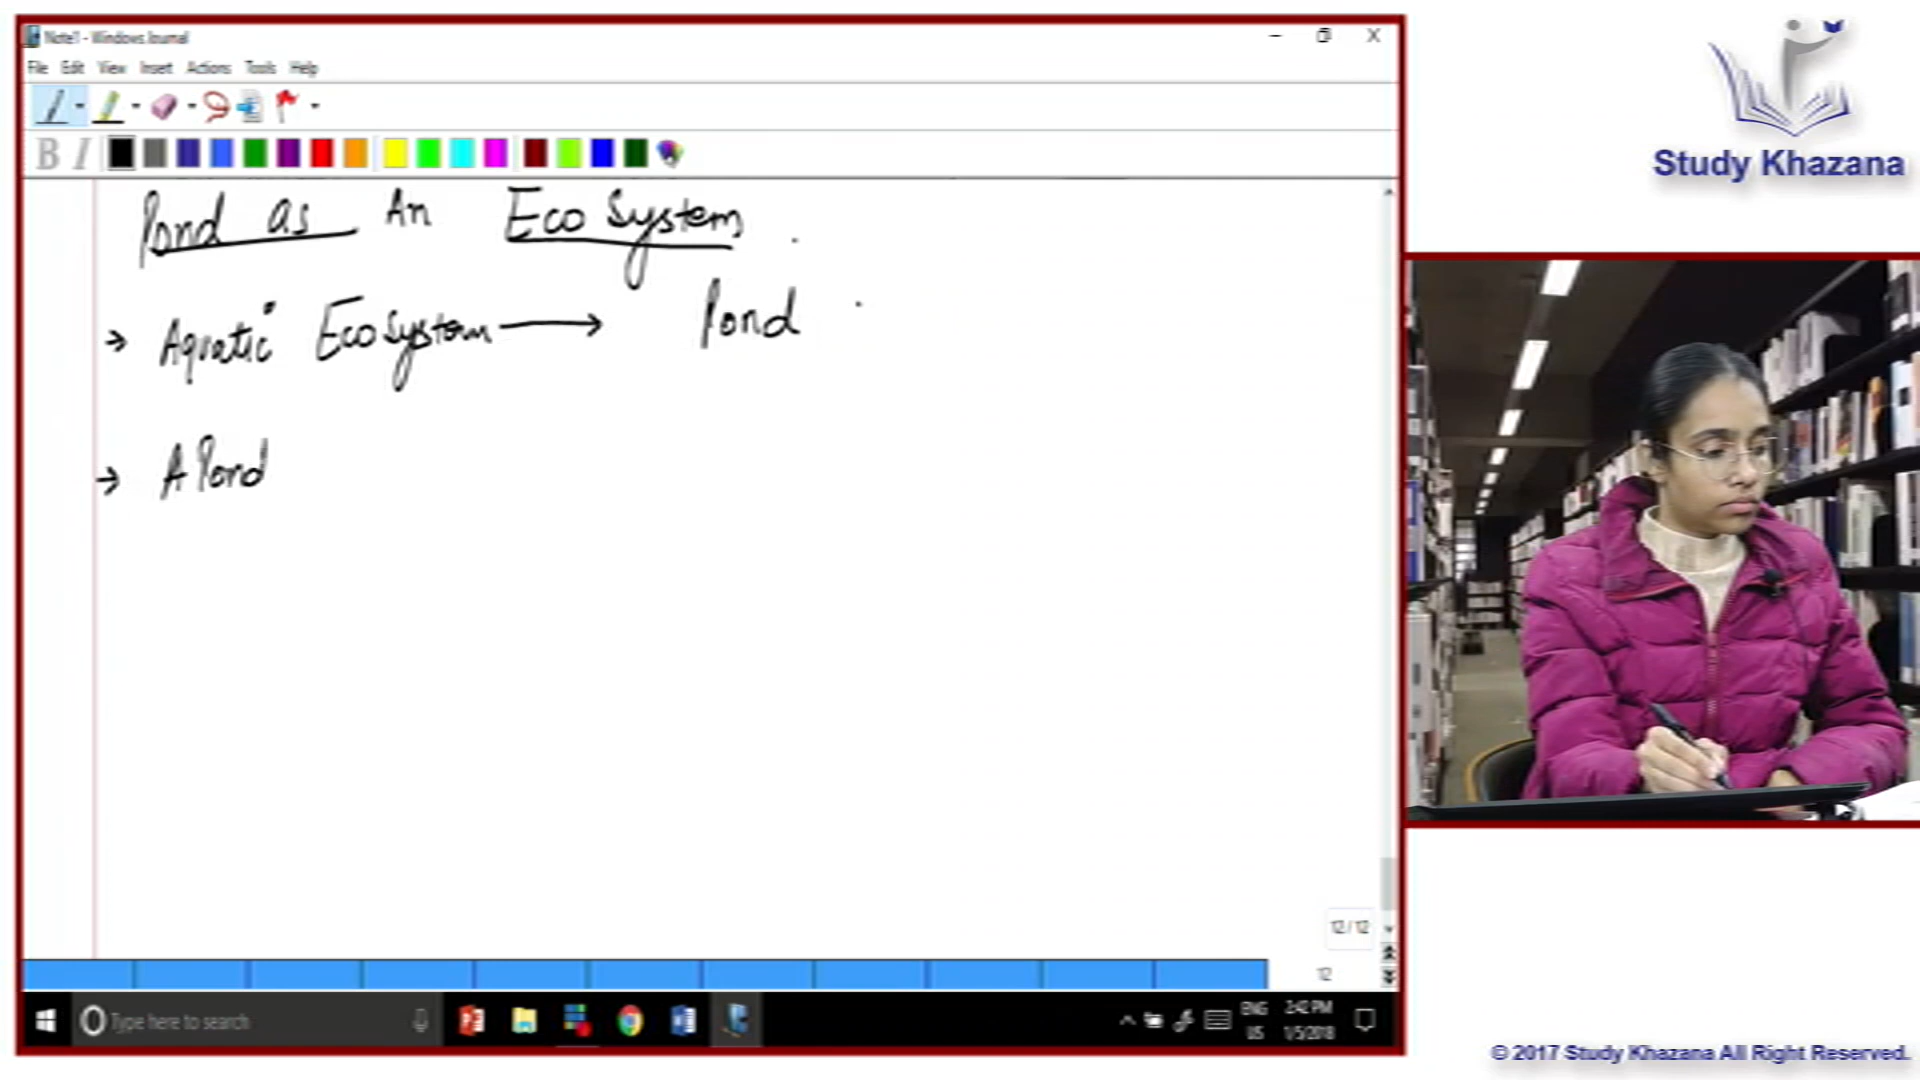 Note1 - Windows Journal
File Edit View Insert Actions Tools Help
B I
Pond as An Eco System .
→ Aquatic Ecosystem → Pond
→ A Pond
12 / 12
12
Type here to search
ENG
US
2:42 PM
1/5/2018
Study Khazana
© 2017 Study Khazana All Right Reserved.